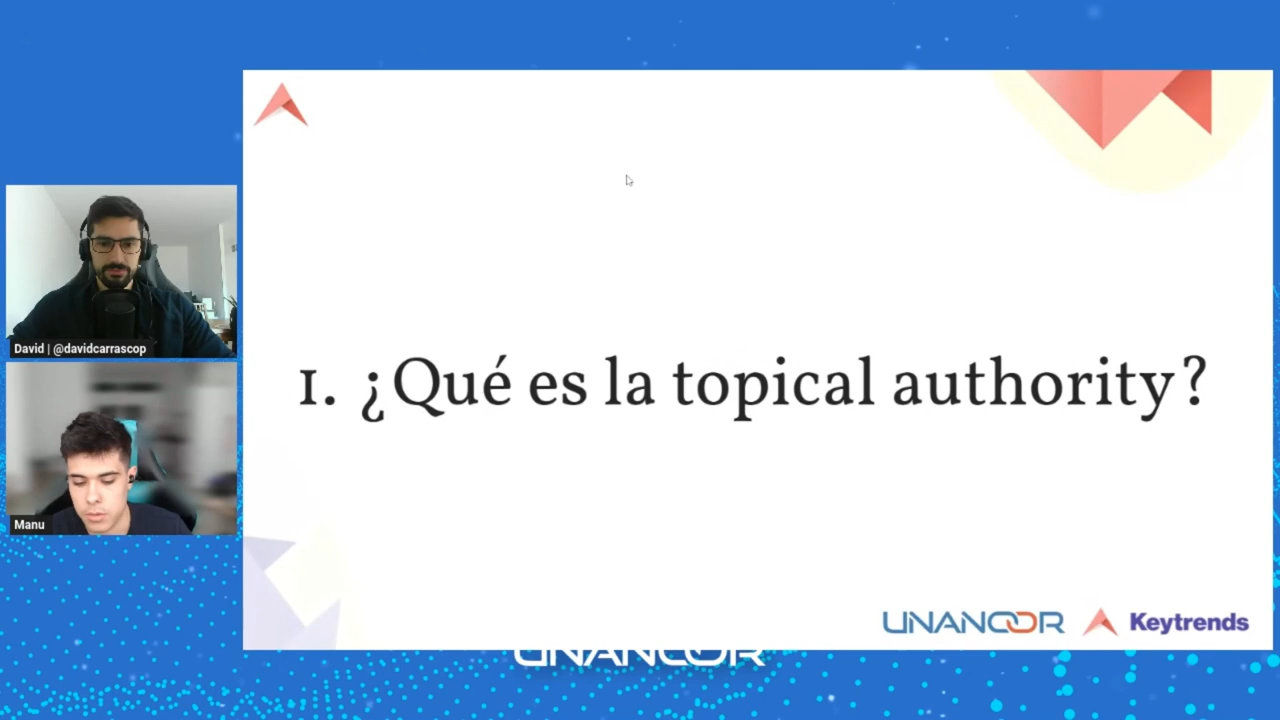 David | @davidcarrascop
Manu
1. ¿Qué es la topical authority?
UNANCOR
Keytrends
UNANCOR